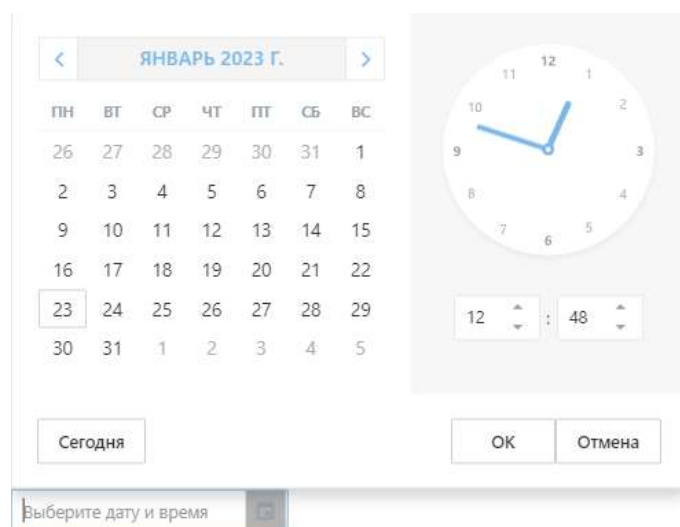 ЯНВАРЬ 2023 Г.
ПН ВТ СР ЧТ ПТ СБ ВС
26 27 28 29 30 31 1
2 3 4 5 6 7 8
9 10 11 12 13 14 15
16 17 18 19 20 21 22
23 24 25 26 27 28 29
30 31 1 2 3 4 5
12
11 1
10 2
9 3
8 4
7 5
6
12 : 48
Сегодня
ОК Отмена
Выберите дату и время